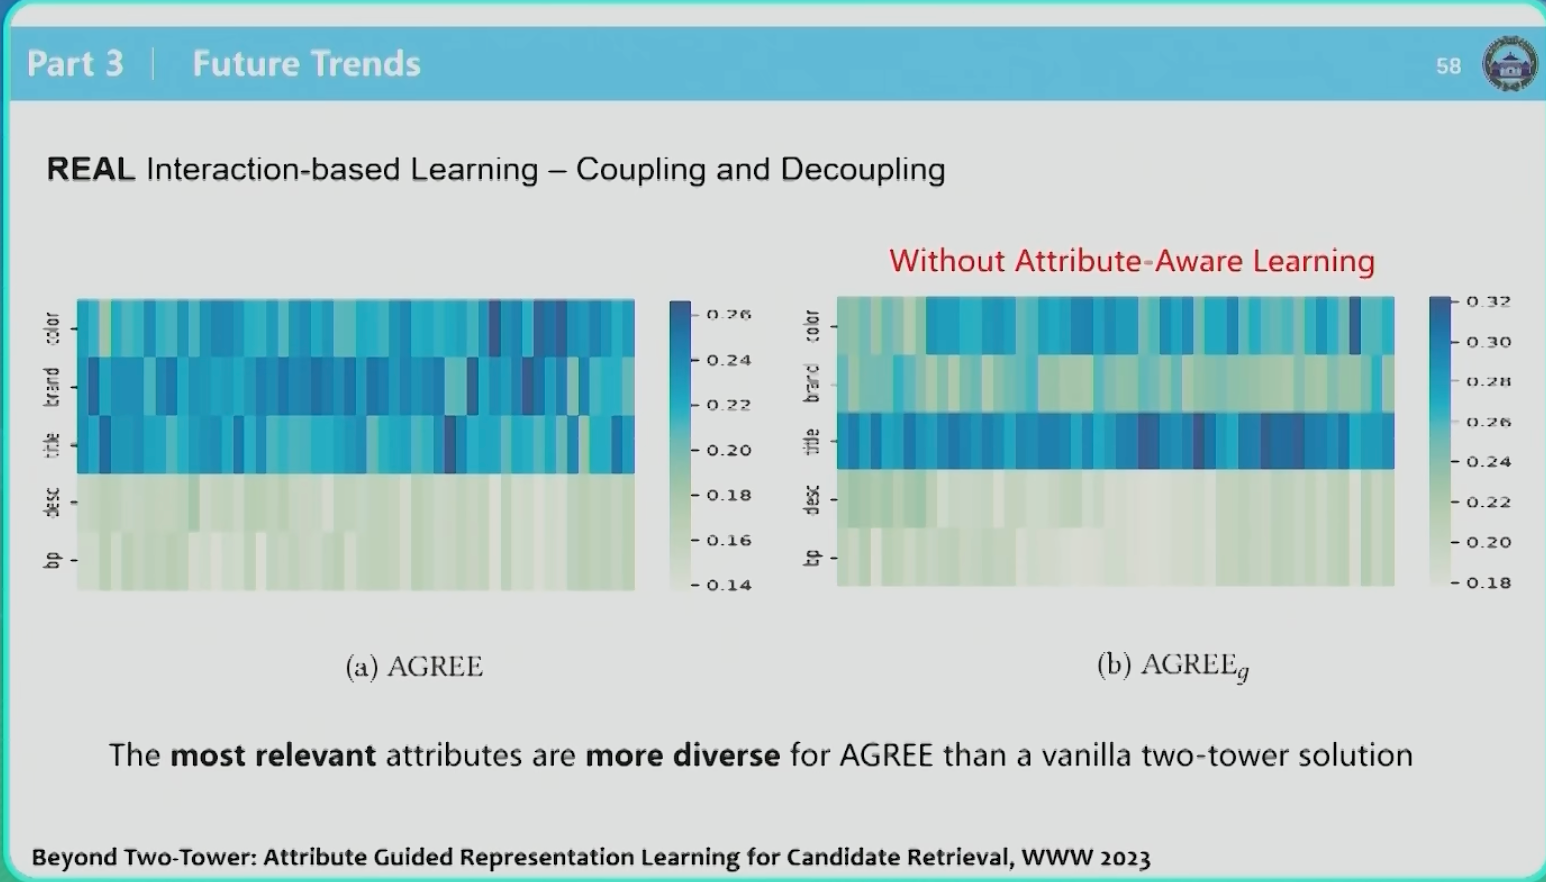 Part 3 | Future Trends 58
REAL Interaction-based Learning – Coupling and Decoupling
Without Attribute-Aware Learning
color
brand
title
desc
bp
0.26
0.24
0.22
0.20
0.18
0.16
0.14
color
brand
title
desc
bp
0.32
0.30
0.28
0.26
0.24
0.22
0.20
0.18
(a) AGREE
(b) AGREEg
The most relevant attributes are more diverse for AGREE than a vanilla two-tower solution
Beyond Two-Tower: Attribute Guided Representation Learning for Candidate Retrieval, WWW 2023